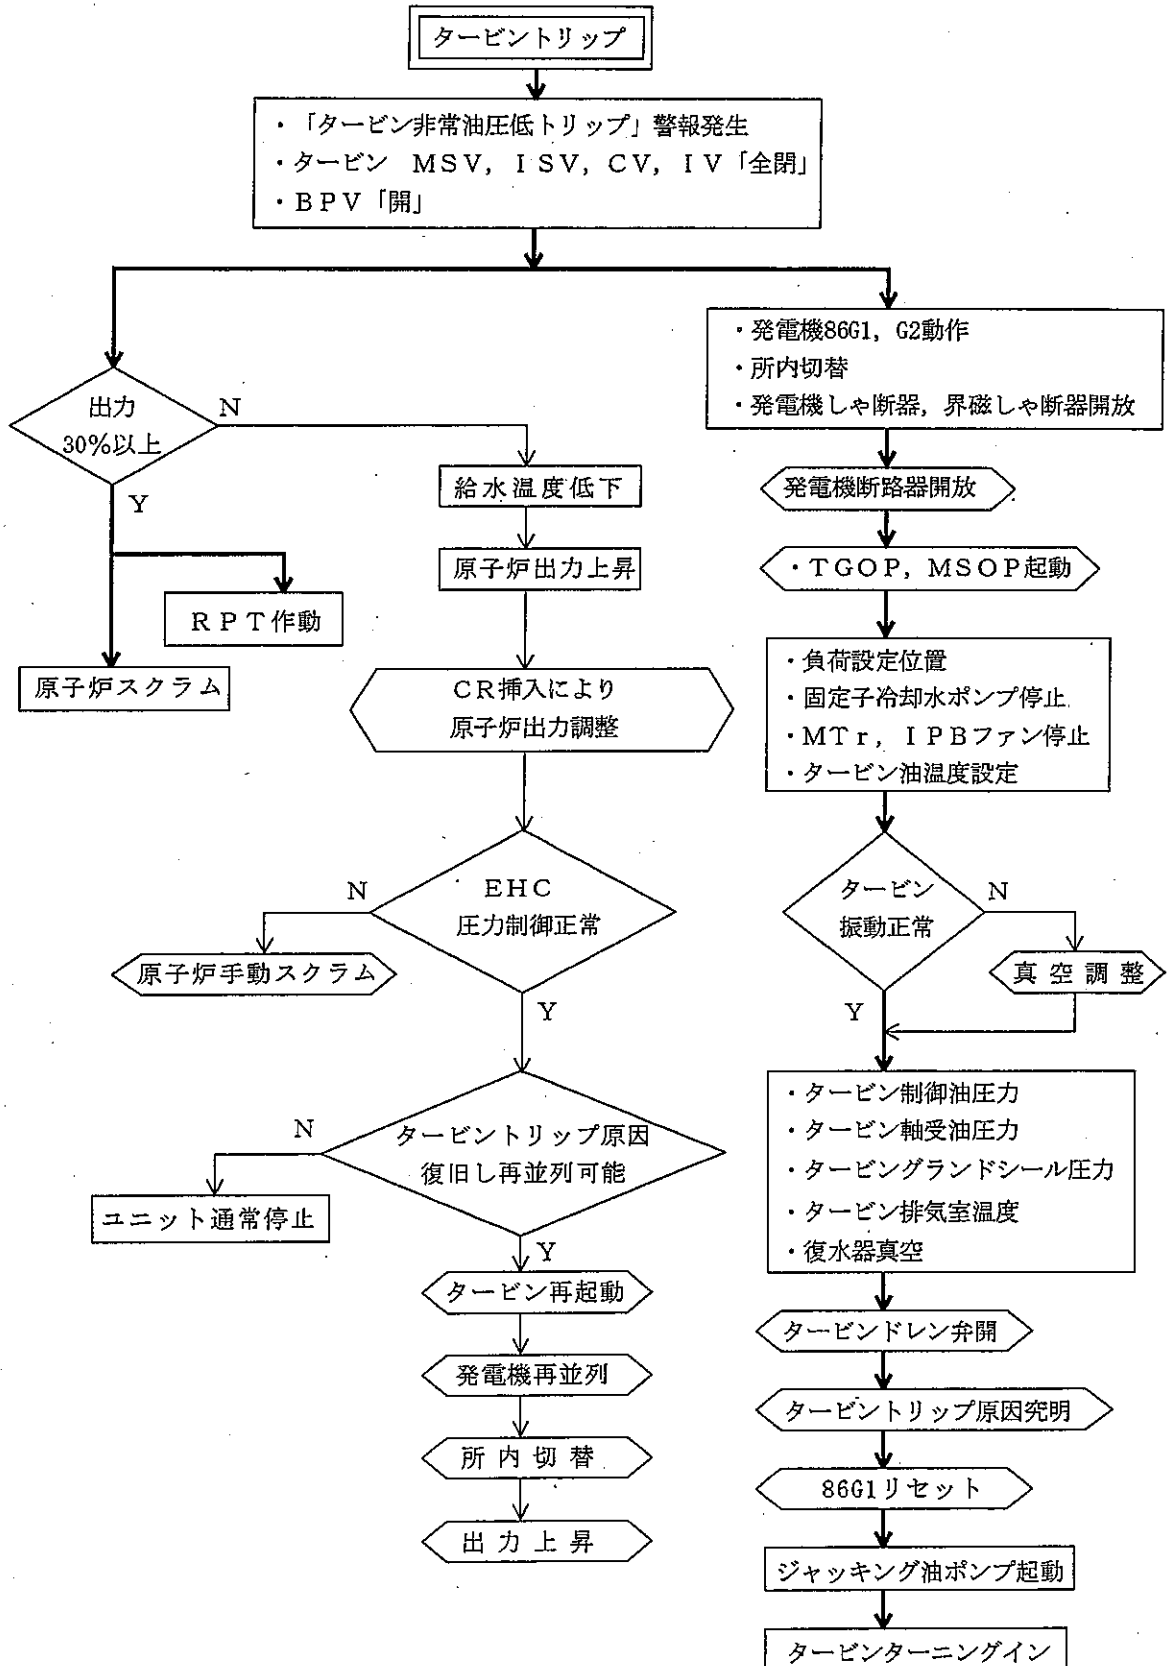 タービントリップ
・「タービン非常油圧低トリップ」警報発生
・タービン MSV, ISV, CV, IV「全閉」
・BPV「開」
出力
30%以上
N
Y
RPT作動
原子炉スクラム
給水温度低下
原子炉出力上昇
CR挿入により
原子炉出力調整
EHC
圧力制御正常
N
原子炉手動スクラム
Y
タービントリップ原因
復旧し再並列可能
N
ユニット通常停止
Y
タービン再起動
発電機再並列
所内切替
出力上昇
・発電機86G1, G2動作
・所内切替
・発電機しゃ断器, 界磁しゃ断器開放
発電機断路器開放
・TGOP, MSOP起動
・負荷設定位置
・固定子冷却水ポンプ停止
・MTr, IPBファン停止
・タービン油温度設定
タービン
振動正常
N
真空調整
Y
・タービン制御油圧力
・タービン軸受油圧力
・タービングランドシール圧力
・タービン排気室温度
・復水器真空
タービンドレン弁開
タービントリップ原因究明
86G1リセット
ジャッキング油ポンプ起動
タービンターニングイン